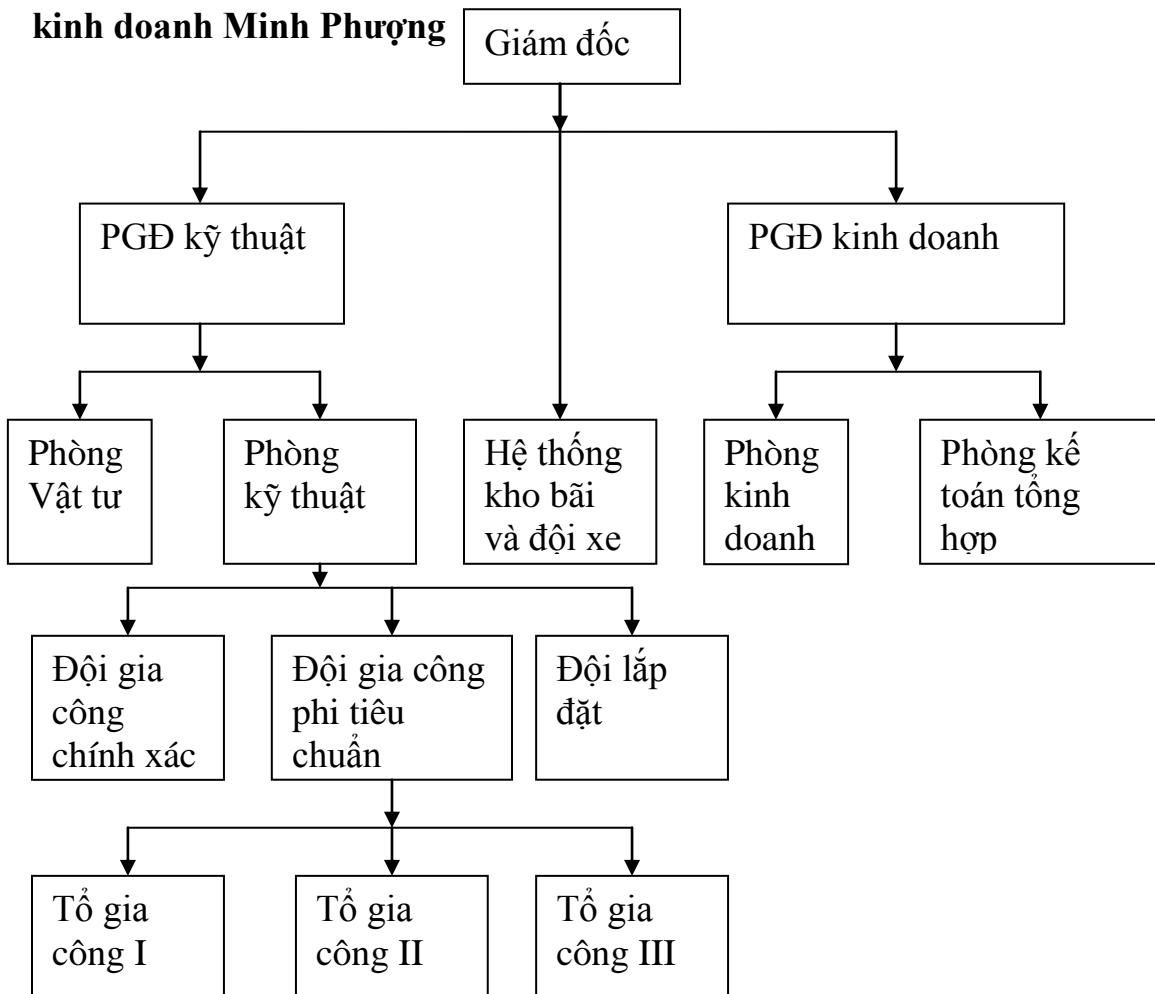 kinh doanh Minh Phượng
Giám đốc
PGĐ kỹ thuật
PGĐ kinh doanh
Phòng
Vật tư
Phòng
kỹ thuật
Hệ thống
kho bãi
và đội xe
Phòng
kinh
doanh
Phòng kế
toán tổng
hợp
Đội gia
công
chính xác
Đội gia công
phi tiêu
chuẩn
Đội lắp
đặt
Tổ gia
công I
Tổ gia
công II
Tổ gia
công III